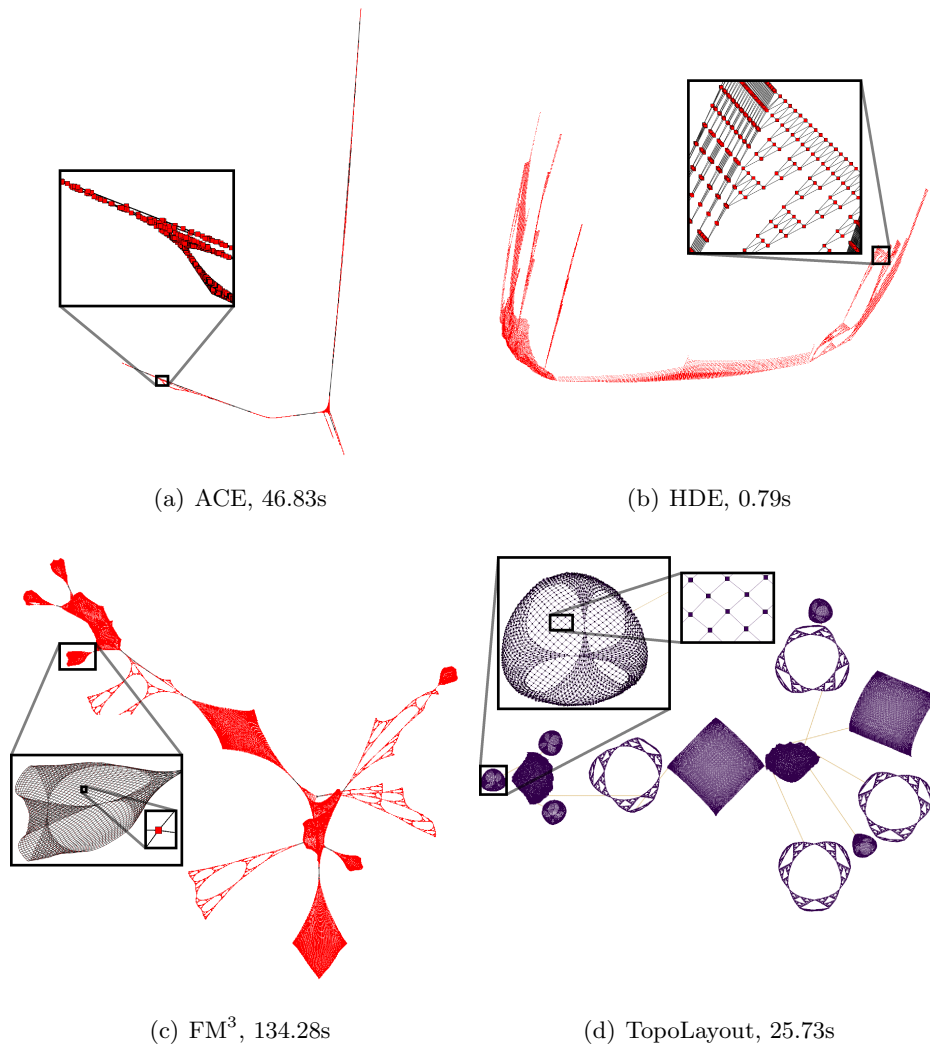 (a) ACE, 46.83s
(b) HDE, 0.79s
(c) FM³, 134.28s
(d) TopoLayout, 25.73s